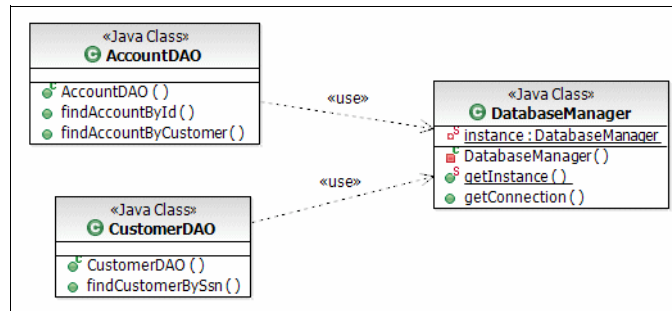 «Java Class»
AccountDAO
AccountDAO ( )
findAccountById ( )
findAccountByCustomer ( )
«use»
«Java Class»
DatabaseManager
instance : DatabaseManager
DatabaseManager ( )
getInstance ( )
getConnection ( )
«use»
«Java Class»
CustomerDAO
CustomerDAO ( )
findCustomerBySsn ( )